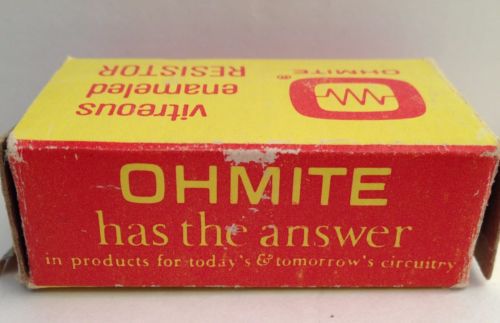 OHMITE®
vitreous
enameled
RESISTOR
OHMITE
has the answer
in products for today's & tomorrow's circuitry